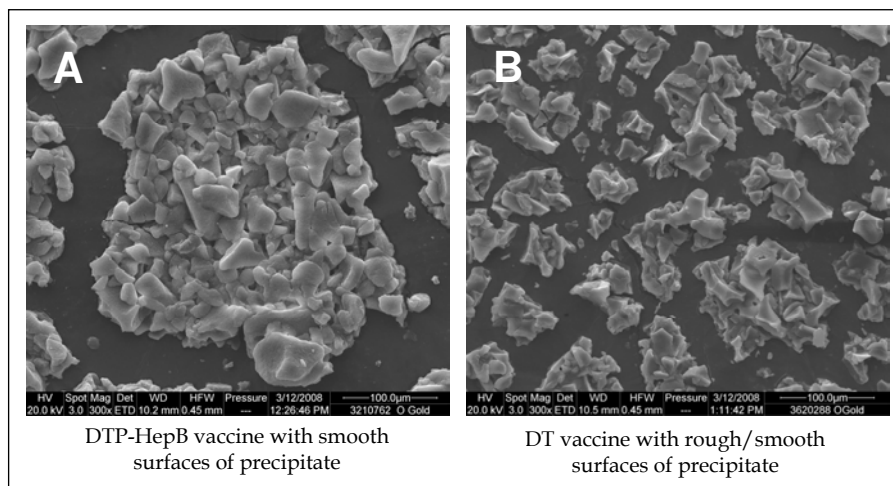 A
HV Spot Mag Det WD HFW Pressure 3/12/2008 100.0µm
20.0 kV 3.0 300x ETD 10.2 mm 0.45 mm --- 12:26:46 PM 3210762 O Gold
DTP-HepB vaccine with smooth
surfaces of precipitate
B
HV Spot Mag Det WD HFW Pressure 3/12/2008 100.0µm
20.0 kV 3.0 300x ETD 10.5 mm 0.45 mm --- 1:11:42 PM 3620288 O Gold
DT vaccine with rough/smooth
surfaces of precipitate